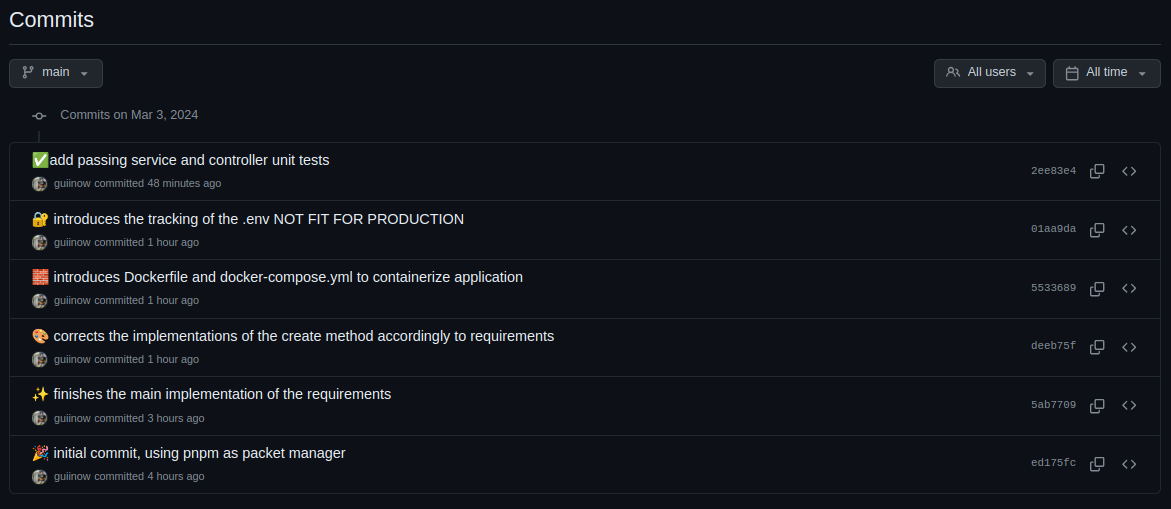 Commits
main
All users
All time
Commits on Mar 3, 2024
✅add passing service and controller unit tests
guiinow committed 48 minutes ago
2ee83e4
🔐 introduces the tracking of the .env NOT FIT FOR PRODUCTION
guiinow committed 1 hour ago
01aa9da
🧱 introduces Dockerfile and docker-compose.yml to containerize application
guiinow committed 1 hour ago
5533689
🎨 corrects the implementations of the create method accordingly to requirements
guiinow committed 1 hour ago
deeb75f
✨ finishes the main implementation of the requirements
guiinow committed 3 hours ago
5ab7709
🎉 initial commit, using pnpm as packet manager
guiinow committed 4 hours ago
ed175fc